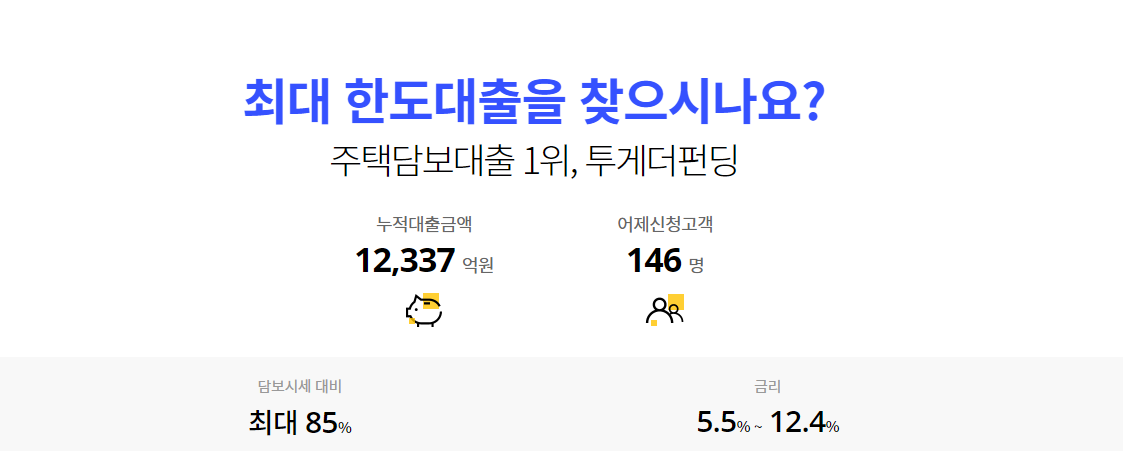 최대 한도대출을 찾으시나요?
주택담보대출 1위, 투게더펀딩
누적대출금액
12,337 억원
어제신청고객
146 명
담보시세 대비
최대 85%
금리
5.5% ~ 12.4%